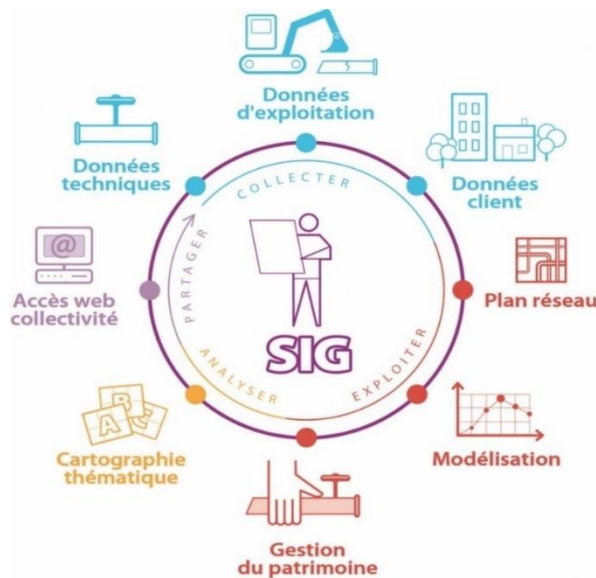 Données
d'exploitation
Données
techniques
Données
client
COLLECTER
PARTAGER
@
Accès web
collectivité
Plan réseau
SIG
ANALYSER
EXPLOITER
A
B
C
Cartographie
thématique
Modélisation
Gestion
du patrimoine